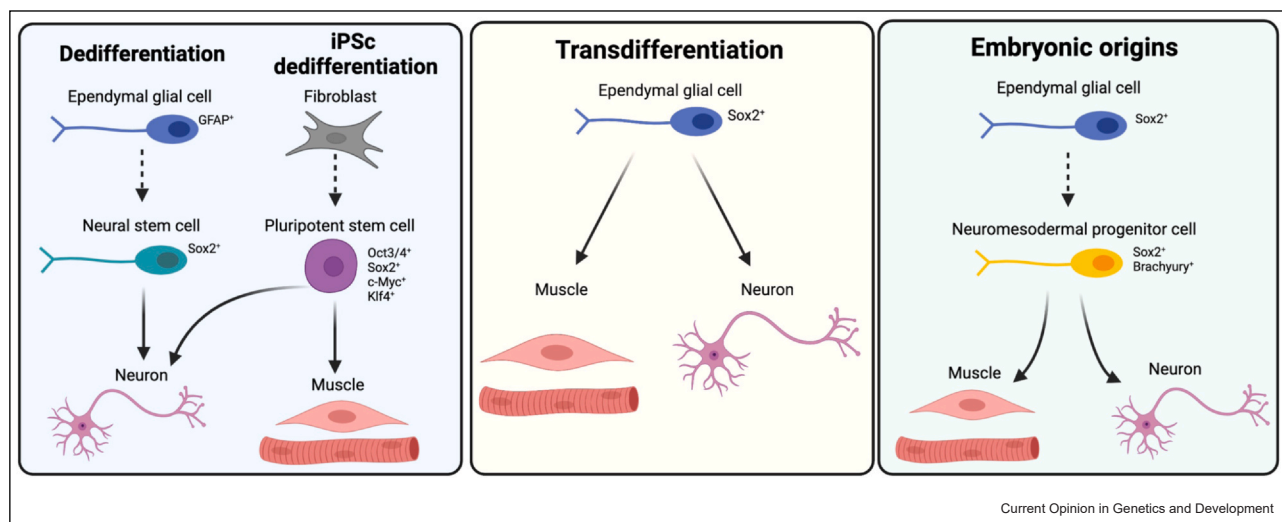 Dedifferentiation
Ependymal glial cell
GFAP⁺
Neural stem cell
Sox2⁺
iPSc
dedifferentiation
Fibroblast
Pluripotent stem cell
Oct3/4⁺
Sox2⁺
c-Myc⁺
Klf4⁺
Neuron
Muscle
Transdifferentiation
Ependymal glial cell
Sox2⁺
Muscle
Neuron
Embryonic origins
Ependymal glial cell
Sox2⁺
Neuromesodermal progenitor cell
Sox2⁺
Brachyury⁺
Muscle
Neuron
Current Opinion in Genetics and Development